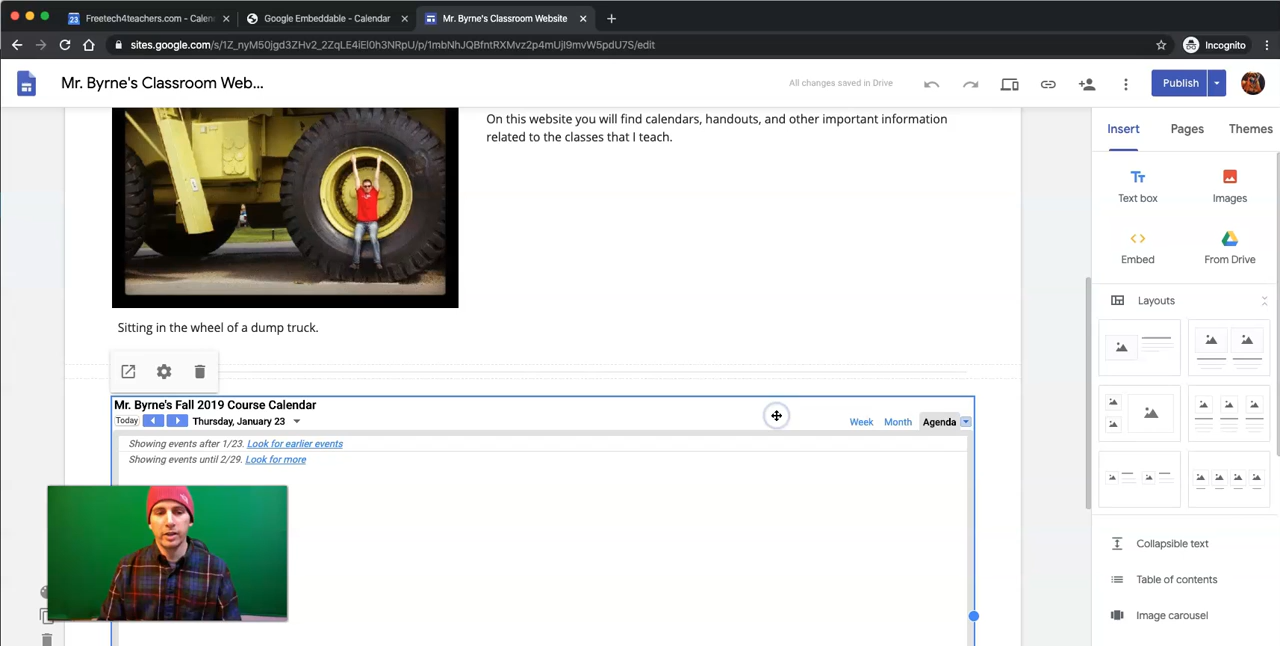 23 Freetech4teachers.com - Calen
Google Embeddable - Calendar
Mr. Byrne's Classroom Website
sites.google.com/s/1Z_nyM50jgd3ZHv2_2ZqLE4iEl0h3NRpU/p/1mbNhJQBfntRXMvz2p4mUjI9mvW5pdU7S/edit
Incognito
Mr. Byrne's Classroom Web...
All changes saved in Drive
Publish
On this website you will find calendars, handouts, and other important information
related to the classes that I teach.
Sitting in the wheel of a dump truck.
Mr. Byrne's Fall 2019 Course Calendar
Today
Thursday, January 23
Week
Month
Agenda
Showing events after 1/23. Look for earlier events
Showing events until 2/29. Look for more
Insert
Pages
Themes
Tт
Text box
Images
Embed
From Drive
Layouts
Collapsible text
Table of contents
Image carousel